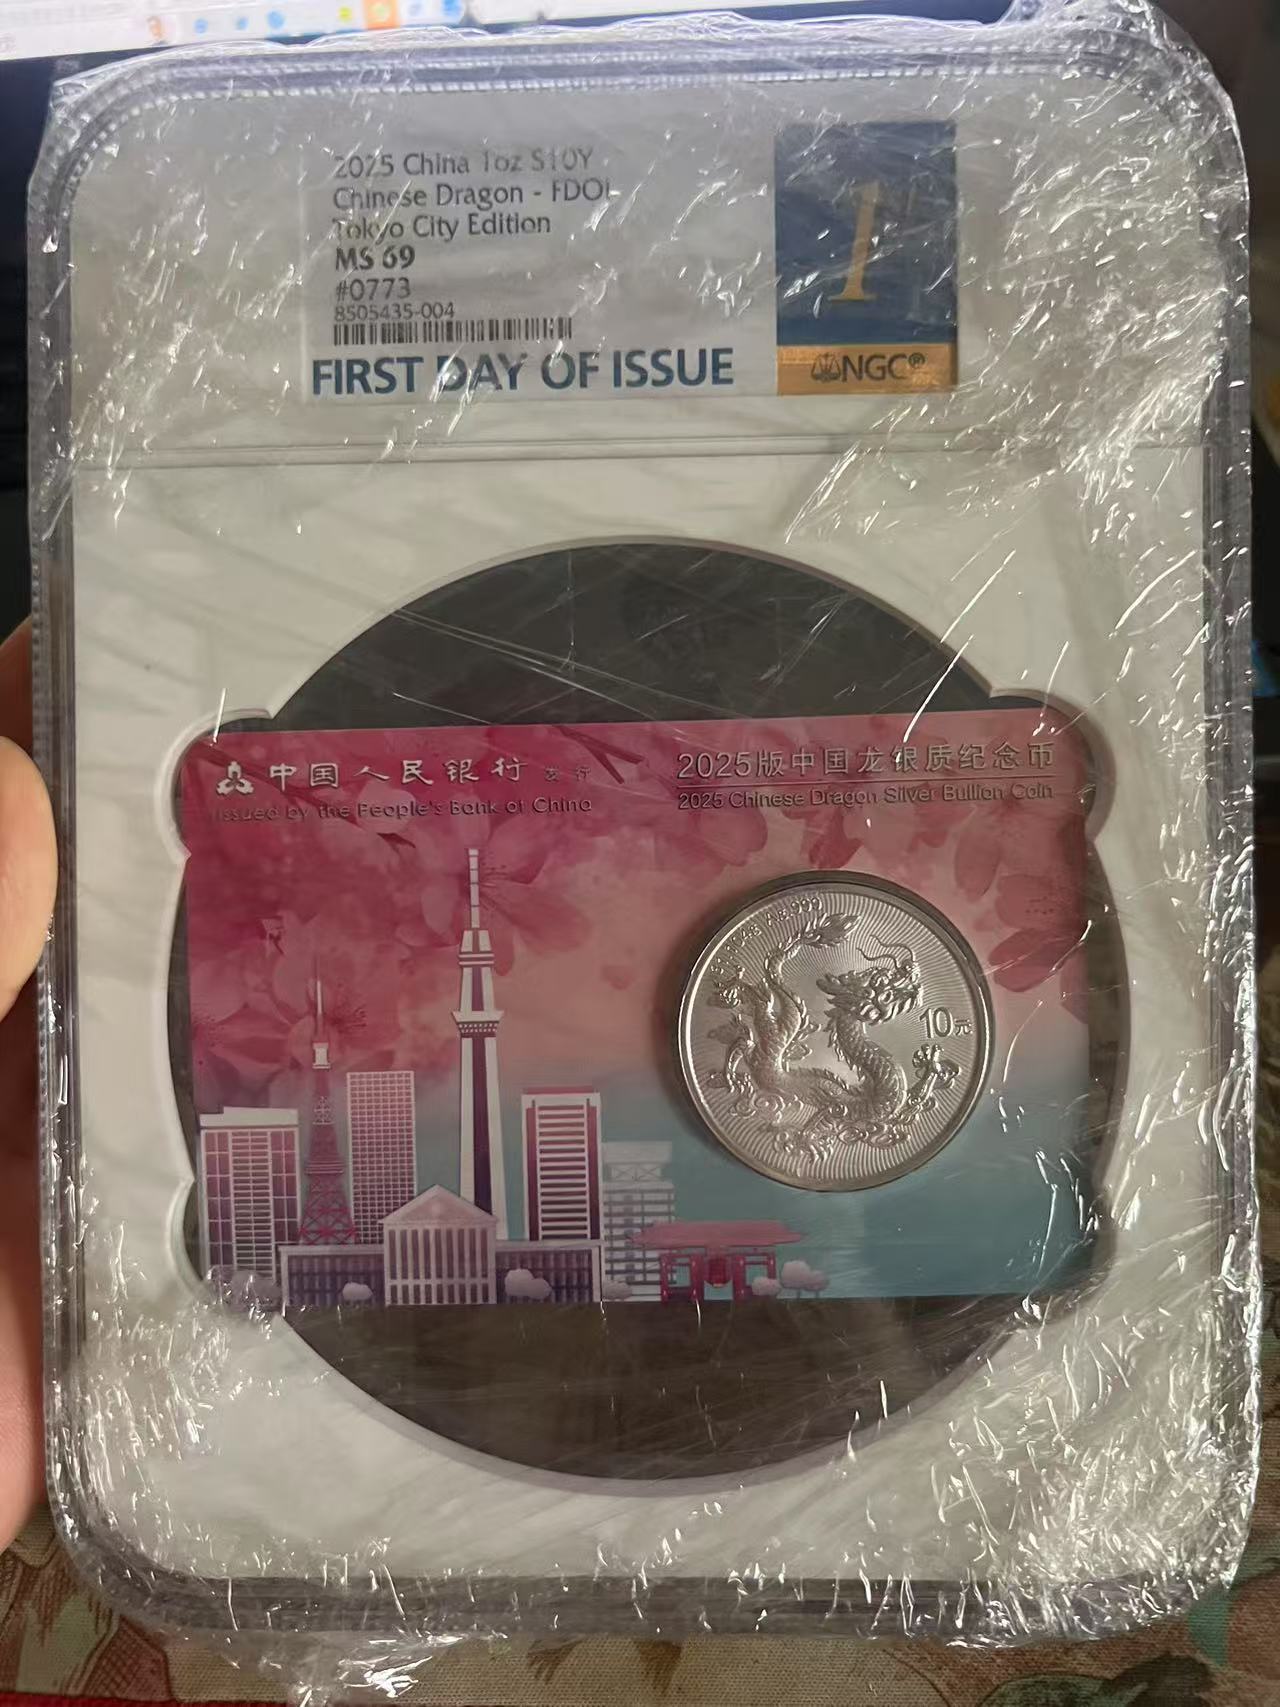 2025 China 1oz S10Y
Chinese Dragon - FDOI
Tokyo City Edition
MS 69
#0773
8505435-004
FIRST DAY OF ISSUE
1
NGC®
中国人民银行 发行
Issued by the People's Bank of China
2025版中国龙银质纪念币
2025 Chinese Dragon Silver Bullion Coin
Ag.999
10元